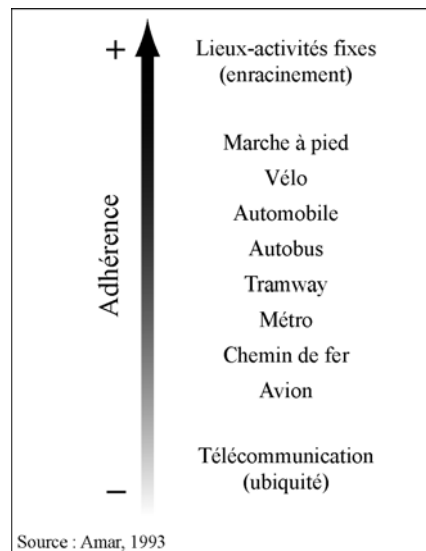 +
Lieux-activités fixes
(enracinement)
Marche à pied
Vélo
Automobile
Autobus
Tramway
Métro
Chemin de fer
Avion
Adhérence
Télécommunication
(ubiquité)
−
Source : Amar, 1993